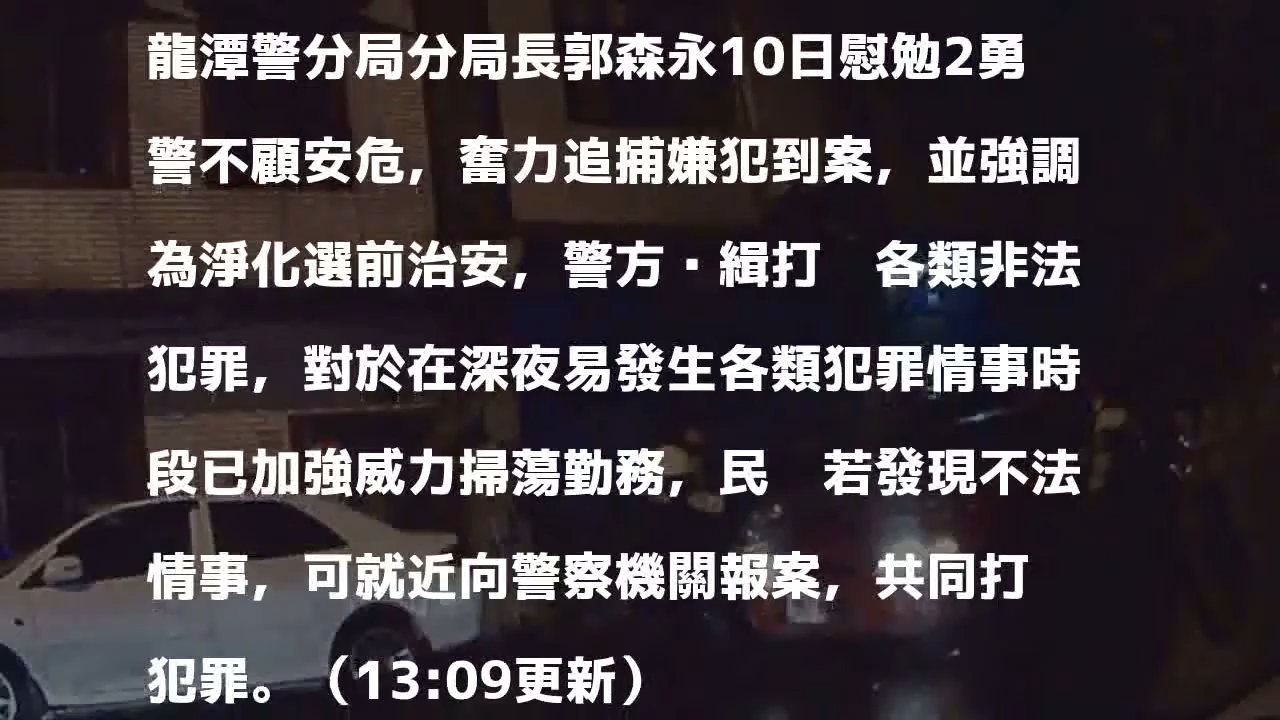 龍潭警分局分局長郭森永10日慰勉2勇
警不顧安危，奮力追捕嫌犯到案，並強調
為淨化選前治安，警方·緝打　各類非法
犯罪，對於在深夜易發生各類犯罪情事時
段已加強威力掃蕩勤務，民　若發現不法
情事，可就近向警察機關報案，共同打
犯罪。（13:09更新）